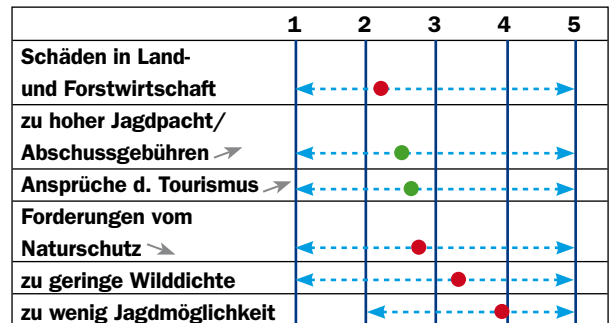 1 2 3 4 5
Schäden in Land-
und Forstwirtschaft
zu hoher Jagdpacht/
Abschussgebühren
Ansprüche d. Tourismus
Forderungen vom
Naturschutz
zu geringe Wilddichte
zu wenig Jagdmöglichkeit